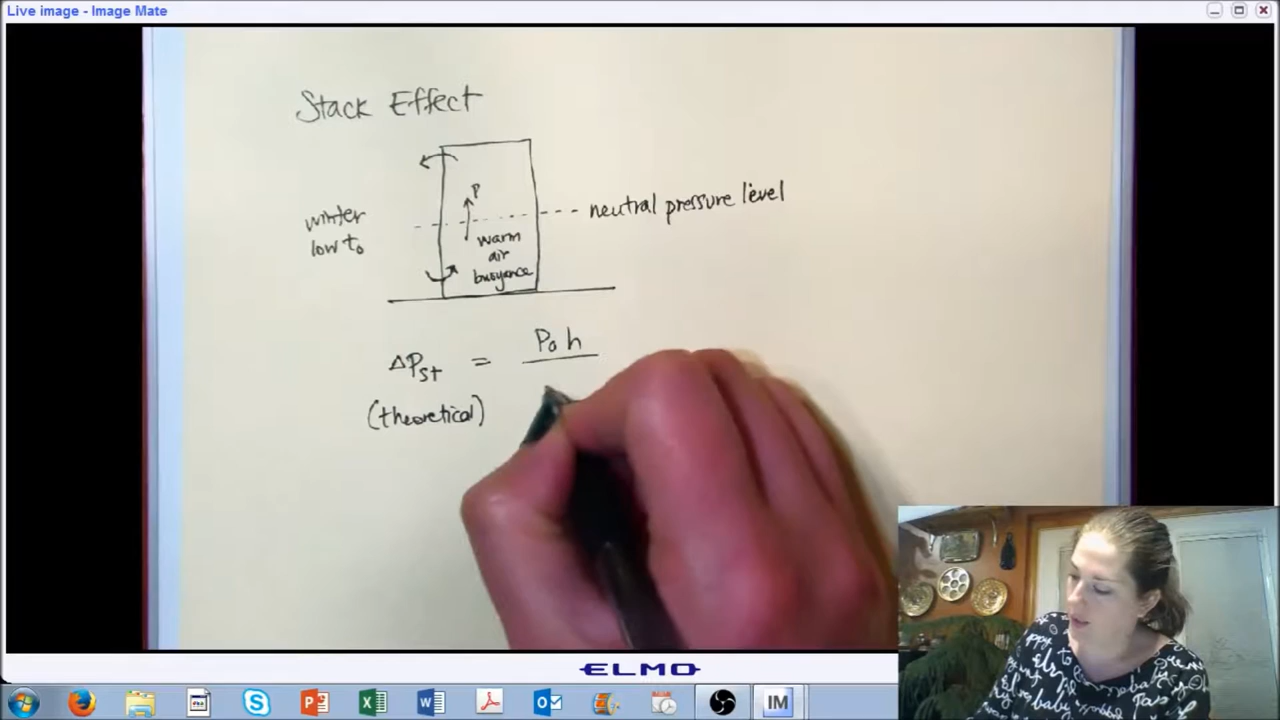 Live image - Image Mate
Stack Effect
P
neutral pressure level
winter
low to
warm
air
buoyance
ΔPst = Po h
(theoretical)
ELMO